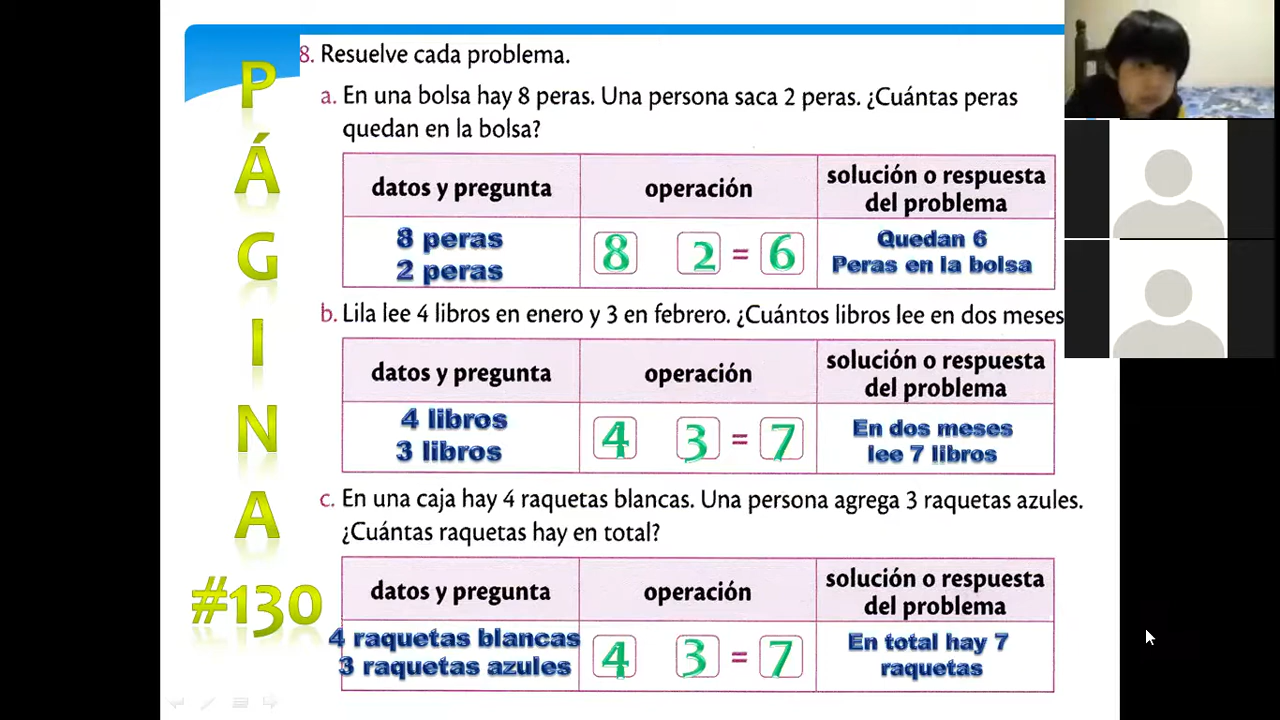 PÁGINA
#130
8. Resuelve cada problema.
a. En una bolsa hay 8 peras. Una persona saca 2 peras. ¿Cuántas peras
quedan en la bolsa?
datos y pregunta operación solución o respuesta
del problema
8 peras
2 peras
8 2 = 6
Quedan 6
Peras en la bolsa
b. Lila lee 4 libros en enero y 3 en febrero. ¿Cuántos libros lee en dos meses
datos y pregunta operación solución o respuesta
del problema
4 libros
3 libros
4 3 = 7
En dos meses
lee 7 libros
c. En una caja hay 4 raquetas blancas. Una persona agrega 3 raquetas azules.
¿Cuántas raquetas hay en total?
datos y pregunta operación solución o respuesta
del problema
4 raquetas blancas
3 raquetas azules
4 3 = 7
En total hay 7
raquetas